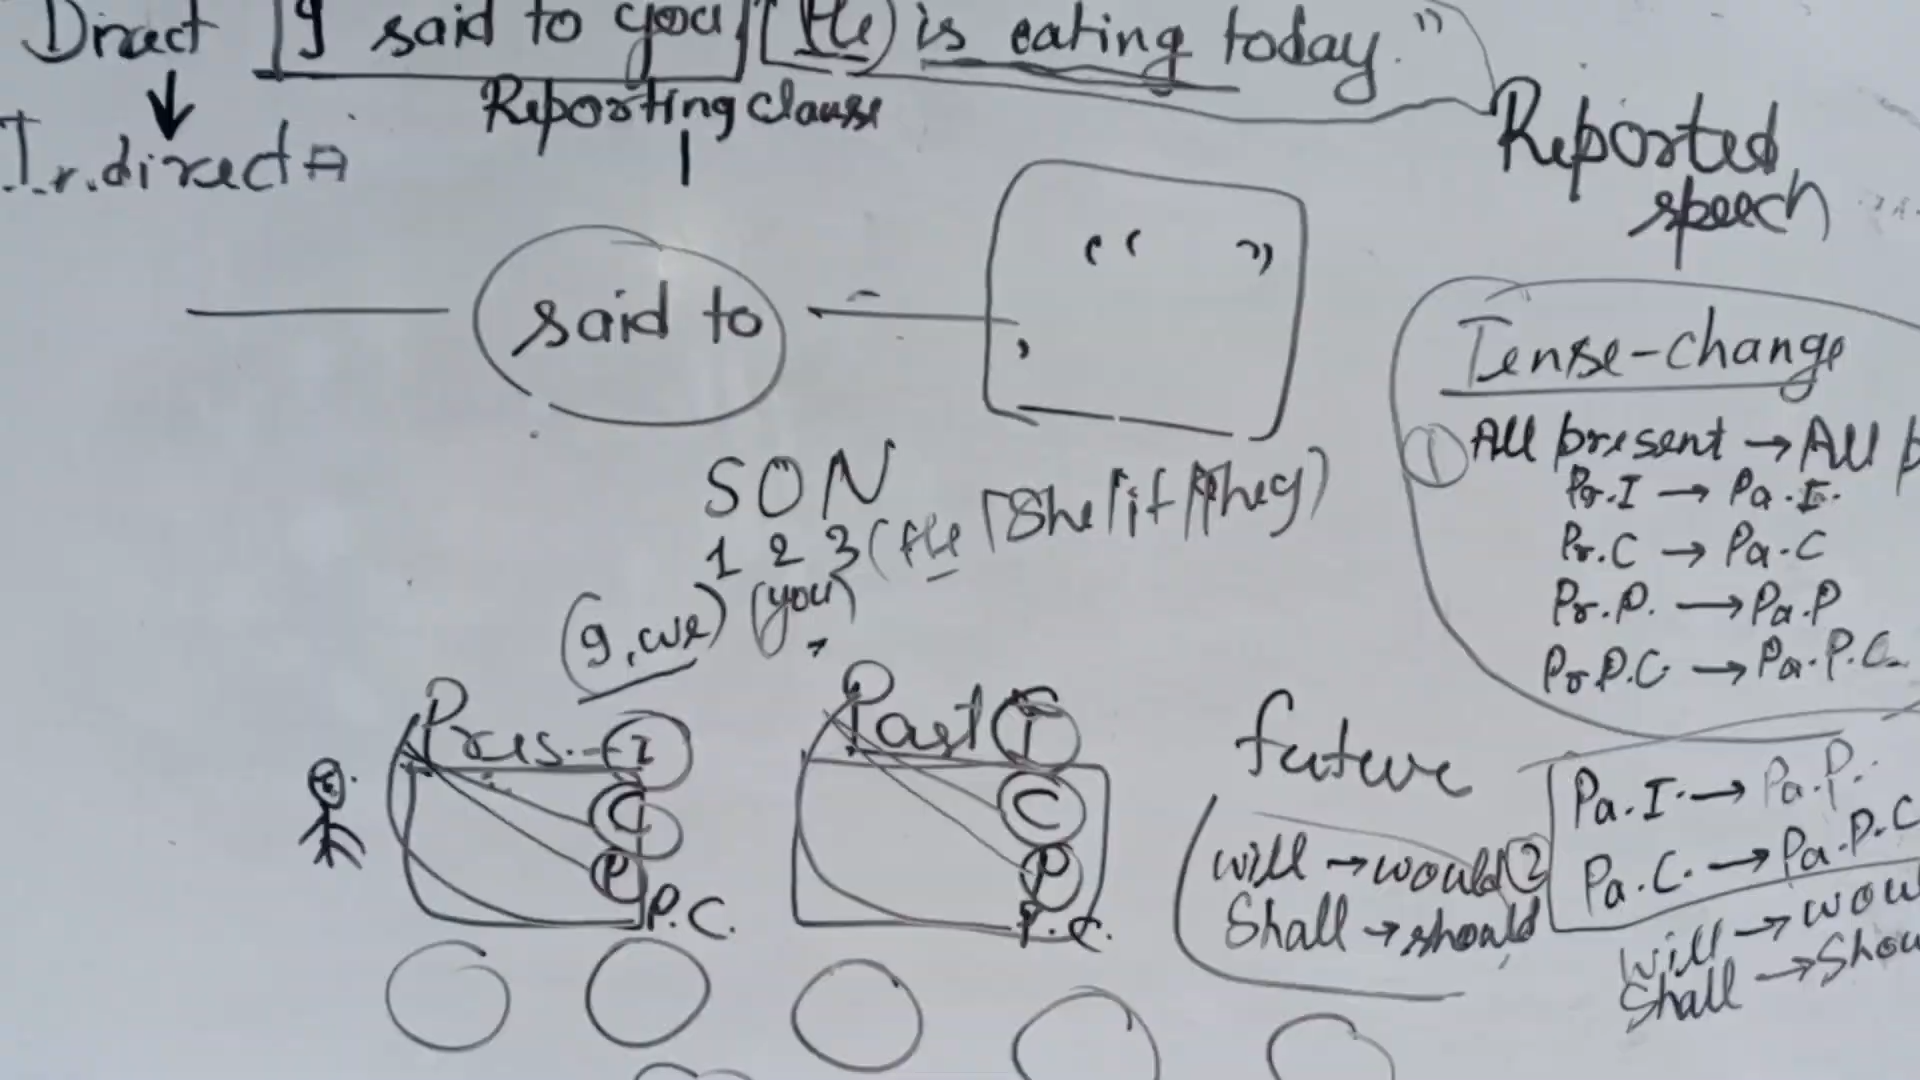 Direct I said to you, "He is eating today."
Reporting clause
In.direct
Reported
speech
said to , " "
SON
1 2 3 (He/She/it/they)
(I, we) (you)
Tense-change
① All present → All
Pr.I → Pa.I.
Pr.C → Pa.C
Pr.P. → Pa.P
Pr.P.C → Pa.P.C.
Pres. - I
C
P
P.C.
Past I
C
P
P.C.
future
will → would
Shall → should
② Pa.I. → Pa.P.
Pa.C. → Pa.P.C
Will → wou
Shall → Shou